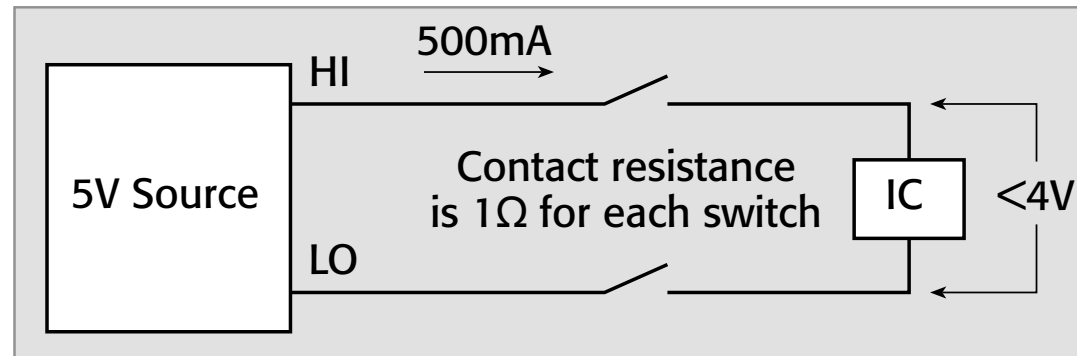 500mA
HI
5V Source
Contact resistance
is 1Ω for each switch
IC
<4V
LO